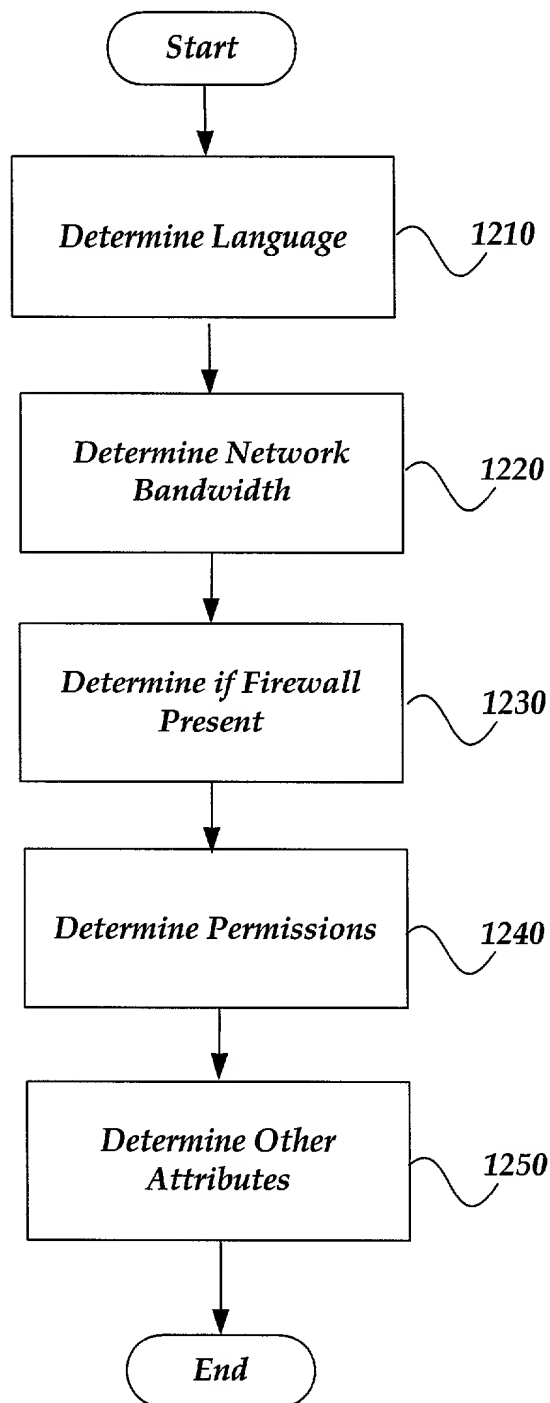 Start
Determine Language
1210
Determine Network
Bandwidth
1220
Determine if Firewall
Present
1230
Determine Permissions
1240
Determine Other
Attributes
1250
End